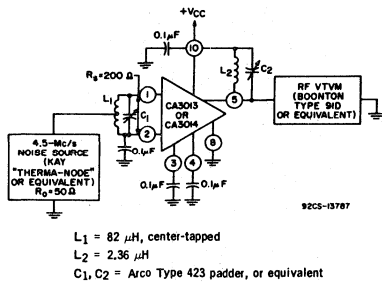 +VCC
0.1µF
10
L2
C2
Rs=200 Ω
L1
1
C1
CA3013
OR
CA3014
5
RF VTVM
(BOONTON
TYPE 91D
OR EQUIVALENT)
2
8
0.1µF
3
4
4.5-Mc/s
NOISE SOURCE
(KAY
"THERMA-NODE"
OR EQUIVALENT)
Ro=50Ω
0.1µF
0.1µF
92CS-13787
L1 = 82 µH, center-tapped
L2 = 2.36 µH
C1, C2 = Arco Type 423 padder, or equivalent